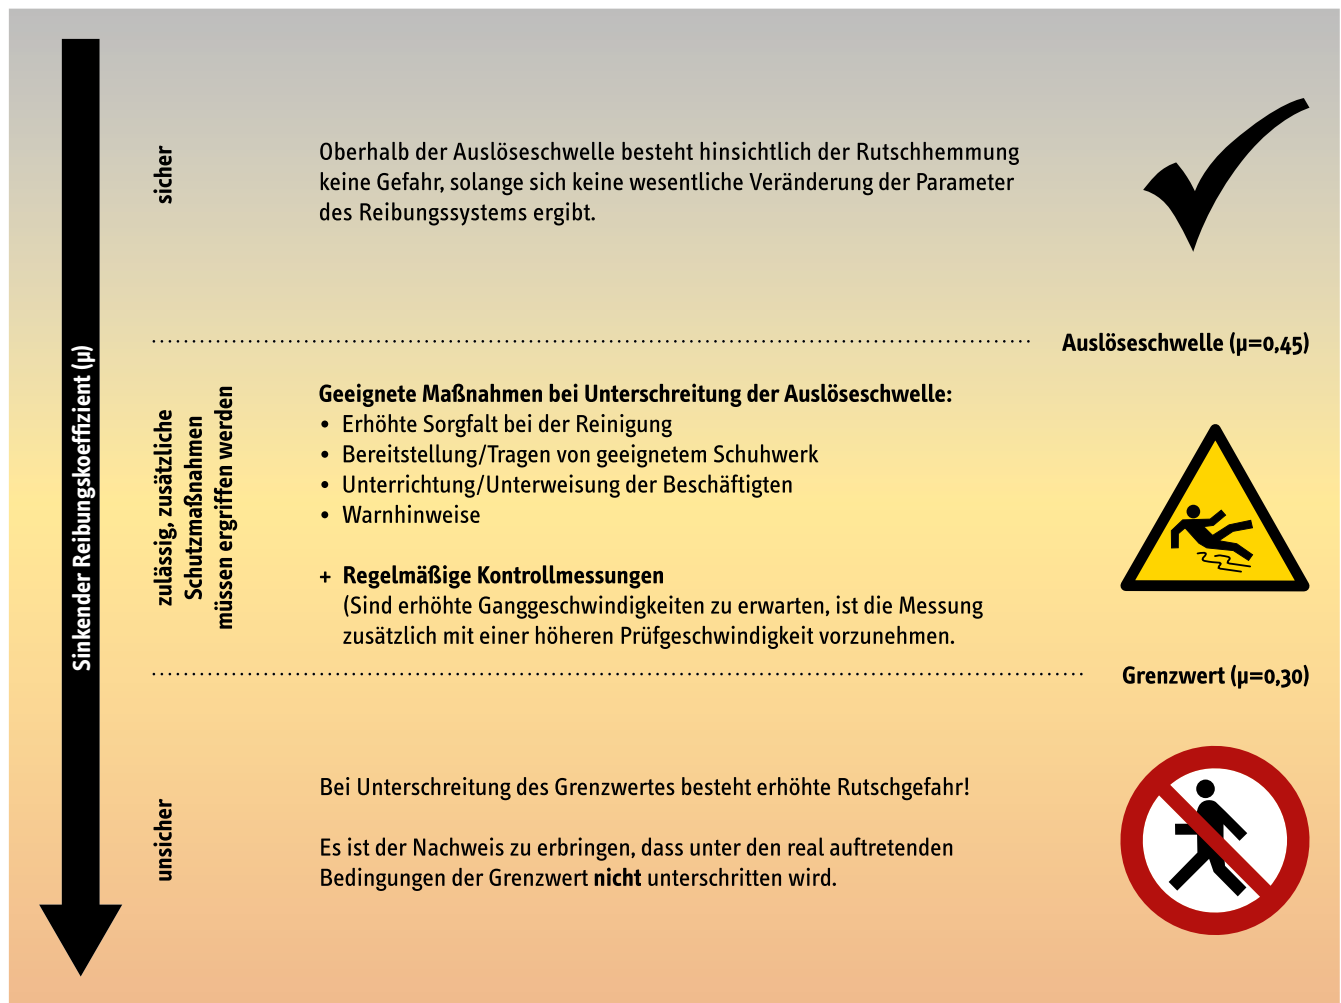 Sinkender Reibungskoeffizient (µ)
sicher
Oberhalb der Auslöseschwelle besteht hinsichtlich der Rutschhemmung
keine Gefahr, solange sich keine wesentliche Veränderung der Parameter
des Reibungssystems ergibt.
Auslöseschwelle (µ=0,45)
zulässig, zusätzliche
Schutzmaßnahmen
müssen ergriffen werden
Geeignete Maßnahmen bei Unterschreitung der Auslöseschwelle:
• Erhöhte Sorgfalt bei der Reinigung
• Bereitstellung/Tragen von geeignetem Schuhwerk
• Unterrichtung/Unterweisung der Beschäftigten
• Warnhinweise
+ Regelmäßige Kontrollmessungen
(Sind erhöhte Ganggeschwindigkeiten zu erwarten, ist die Messung
zusätzlich mit einer höheren Prüfgeschwindigkeit vorzunehmen.
Grenzwert (µ=0,30)
unsicher
Bei Unterschreitung des Grenzwertes besteht erhöhte Rutschgefahr!
Es ist der Nachweis zu erbringen, dass unter den real auftretenden
Bedingungen der Grenzwert nicht unterschritten wird.